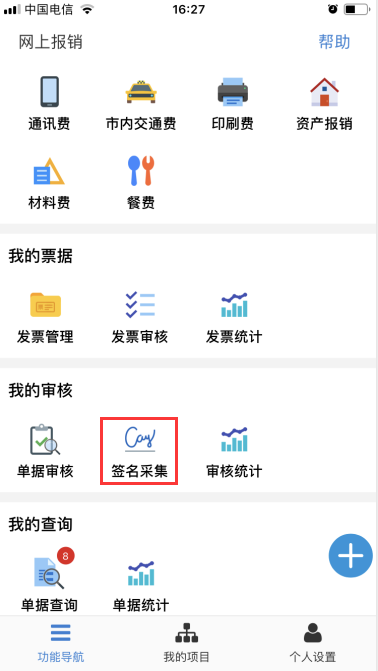 中国电信 16:27
网上报销 帮助
通讯费 市内交通费 印刷费 资产报销
材料费 餐费
我的票据
发票管理 发票审核 发票统计
我的审核
单据审核 签名采集 审核统计
我的查询
8
单据查询 单据统计
功能导航 我的项目 个人设置